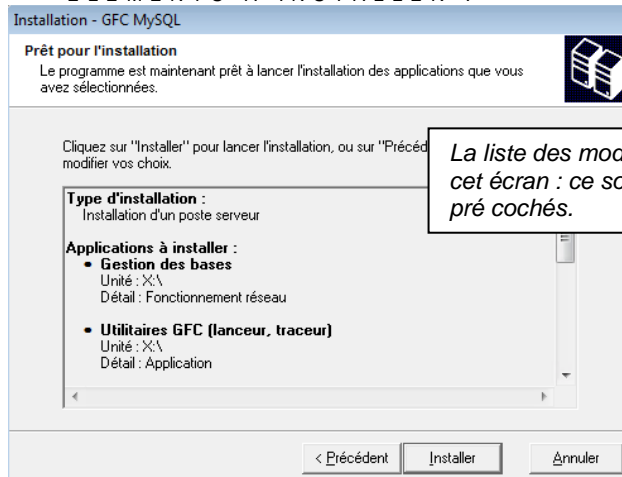 Installation - GFC MySQL
Prêt pour l'installation
Le programme est maintenant prêt à lancer l'installation des applications que vous
avez sélectionnées.
Cliquez sur "Installer" pour lancer l'installation, ou sur "Précéd
modifier vos choix.
La liste des mod
cet écran : ce so
pré cochés.
Type d'installation :
Installation d'un poste serveur
Applications à installer :
• Gestion des bases
Unité : X:\
Détail : Fonctionnement réseau
• Utilitaires GFC (lanceur, traceur)
Unité : X:\
Détail : Application
< Précédent
Installer
Annuler